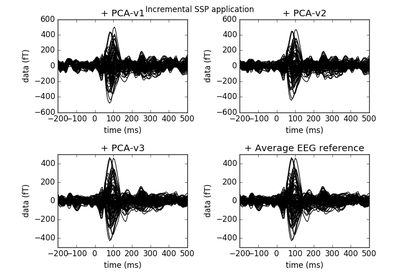 Incremental SSP application
+ PCA-v1
+ PCA-v2
data (fT)
600
400
200
0
−200
−400
−600
−200−100 0 100 200 300 400 500
time (ms)
data (fT)
600
400
200
0
−200
−400
−600
−200−100 0 100 200 300 400 500
time (ms)
+ PCA-v3
+ Average EEG reference
data (fT)
400
200
0
−200
−400
−200−100 0 100 200 300 400 500
time (ms)
data (fT)
400
200
0
−200
−400
−200−100 0 100 200 300 400 500
time (ms)